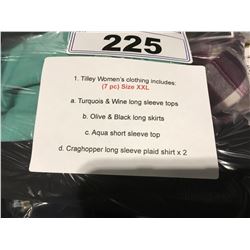 225
1. Tilley Women's clothing includes:
(7 pc) Size XXL
a. Turquois & Wine long sleeve tops
b. Olive & Black long skirts
c. Aqua short sleeve top
d. Craghopper long sleeve plaid shirt x 2